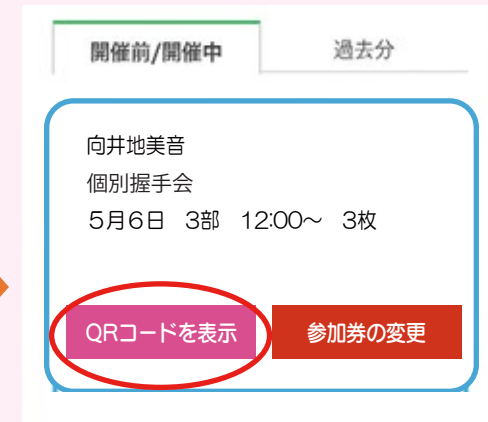 開催前/開催中 過去分
向井地美音
個別握手会
5月6日 3部 12:00〜 3枚
QRコードを表示 参加券の変更